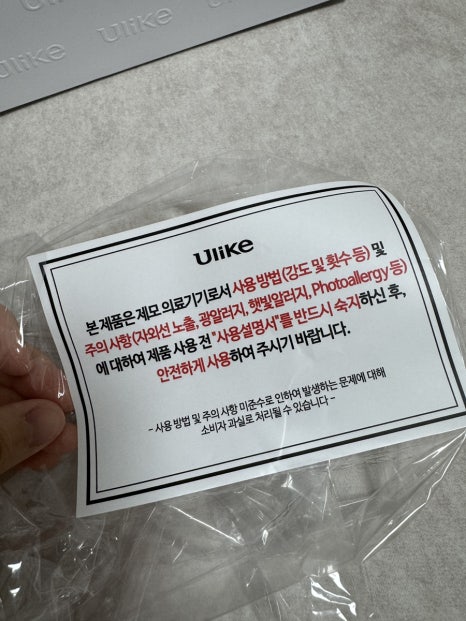 Ulike
Ulike
Ulike
Ulike
본 제품은 제모 의료기기로서 사용 방법(강도 및 횟수 등) 및
주의사항(자외선 노출, 광알러지, 햇빛알러지, Photoallergy 등)
에 대하여 제품 사용 전 "사용설명서"를 반드시 숙지하신 후,
안전하게 사용하여 주시기 바랍니다.
- 사용 방법 및 주의 사항 미준수로 인하여 발생하는 문제에 대해
소비자 과실로 처리될 수 있습니다 -